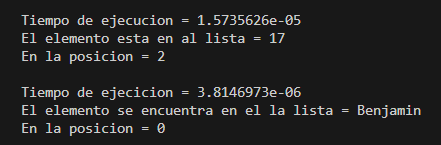 Tiempo de ejecucion = 1.5735626e-05
El elemento esta en al lista = 17
En la posicion = 2
Tiempo de ejecicion = 3.8146973e-06
El elemento se encuentra en el la lista = Benjamin
En la posicion = 0